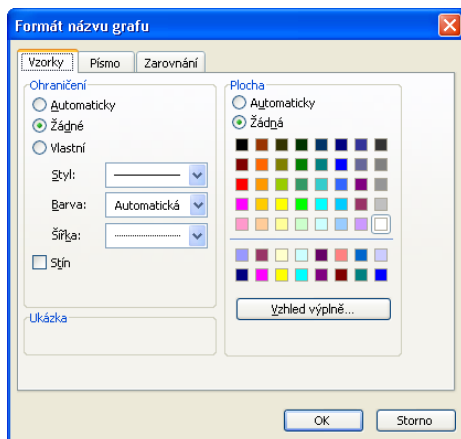 Formát názvu grafu
Vzorky Písmo Zarovnání
Ohraničení
Automaticky
Žádné
Vlastní
Styl:
Barva: Automatická
Šířka:
Stín
Ukázka
Plocha
Automaticky
Žádná
Vzhled výplně...
OK Storno